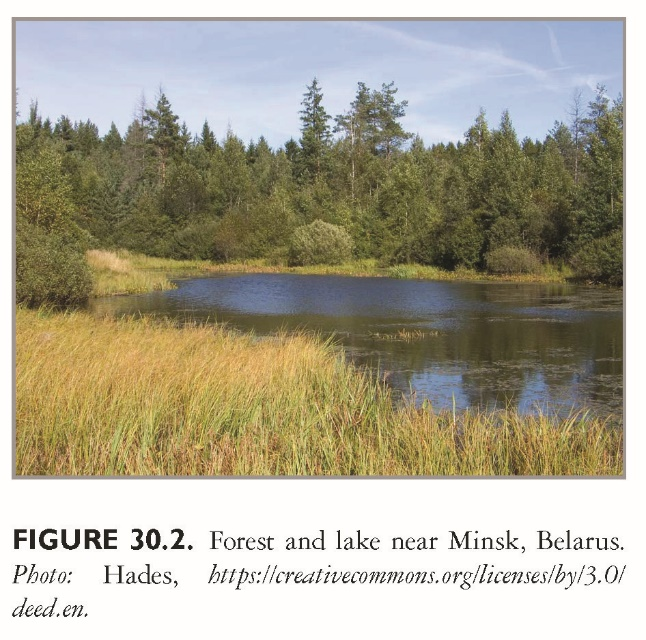 FIGURE 30.2. Forest and lake near Minsk, Belarus.
Photo: Hades, https://creativecommons.org/licenses/by/3.0/
deed.en.